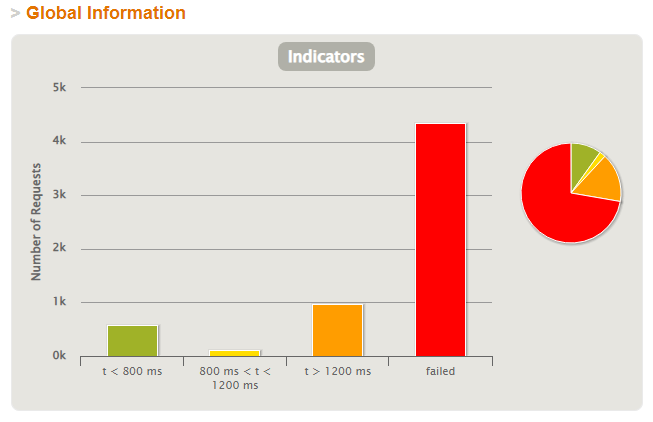 > Global Information
Indicators
5k
4k
3k
2k
1k
0k
Number of Requests
t < 800 ms
800 ms < t <
1200 ms
t > 1200 ms
failed